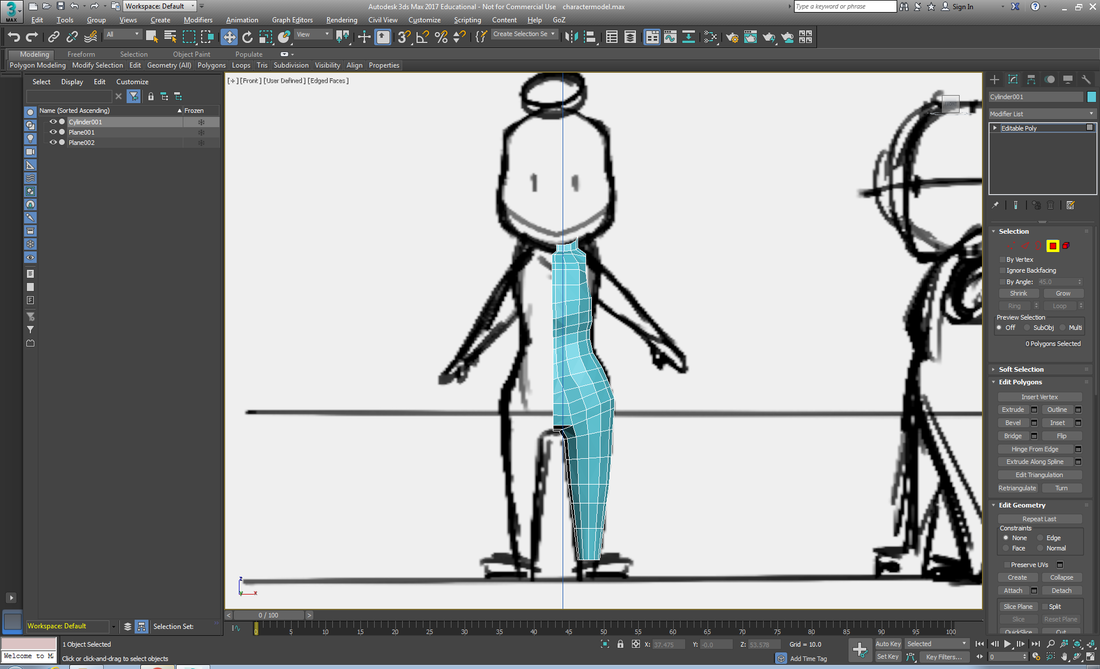 Workspace: Default
Autodesk 3ds Max 2017 Educational - Not for Commercial Use charactermodel.max
Type a keyword or phrase
Sign In
3
MAX
Edit Tools Group Views Create Modifiers Animation Graph Editors Rendering Civil View Customize Scripting Content Help GoZ
All
View
Create Selection Se
Modeling Freeform Selection Object Paint Populate
Polygon Modeling Modify Selection Edit Geometry (All) Polygons Loops Tris Subdivision Visibility Align Properties
Select Display Edit Customize
Name (Sorted Ascending) Frozen
Cylinder001
Plane001
Plane002
[+] [Front] [User Defined] [Edged Faces]
Cylinder001
Modifier List
Editable Poly
Selection
By Vertex
Ignore Backfacing
By Angle: 45.0
Shrink Grow
Ring Loop
Preview Selection
Off SubObj Multi
0 Polygons Selected
Soft Selection
Edit Polygons
Insert Vertex
Extrude Outline
Bevel Inset
Bridge Flip
Hinge From Edge
Extrude Along Spline
Edit Triangulation
Retriangulate Turn
Edit Geometry
Repeat Last
Constraints
None Edge
Face Normal
Preserve UVs
Create Collapse
Attach Detach
Slice Plane Split
Slice Reset Plane
QuickSlice Cut
z
x
0 / 100
Workspace: Default
Selection Set:
0 5 10 15 20 25 30 35 40 45 50 55 60 65 70 75 80 85 90 95 100
Welcome to M
1 Object Selected
Click or click-and-drag to select objects
X: 37.475 Y: -0.0 Z: 53.578 Grid = 10.0
Add Time Tag
Auto Key Selected
Set Key Key Filters...
0